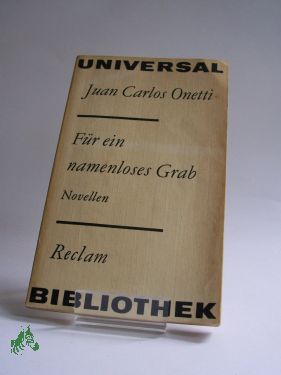 UNIVERSAL
Juan Carlos Onetti
Für ein
namenloses Grab
Novellen
Reclam
BIBLIOTHEK